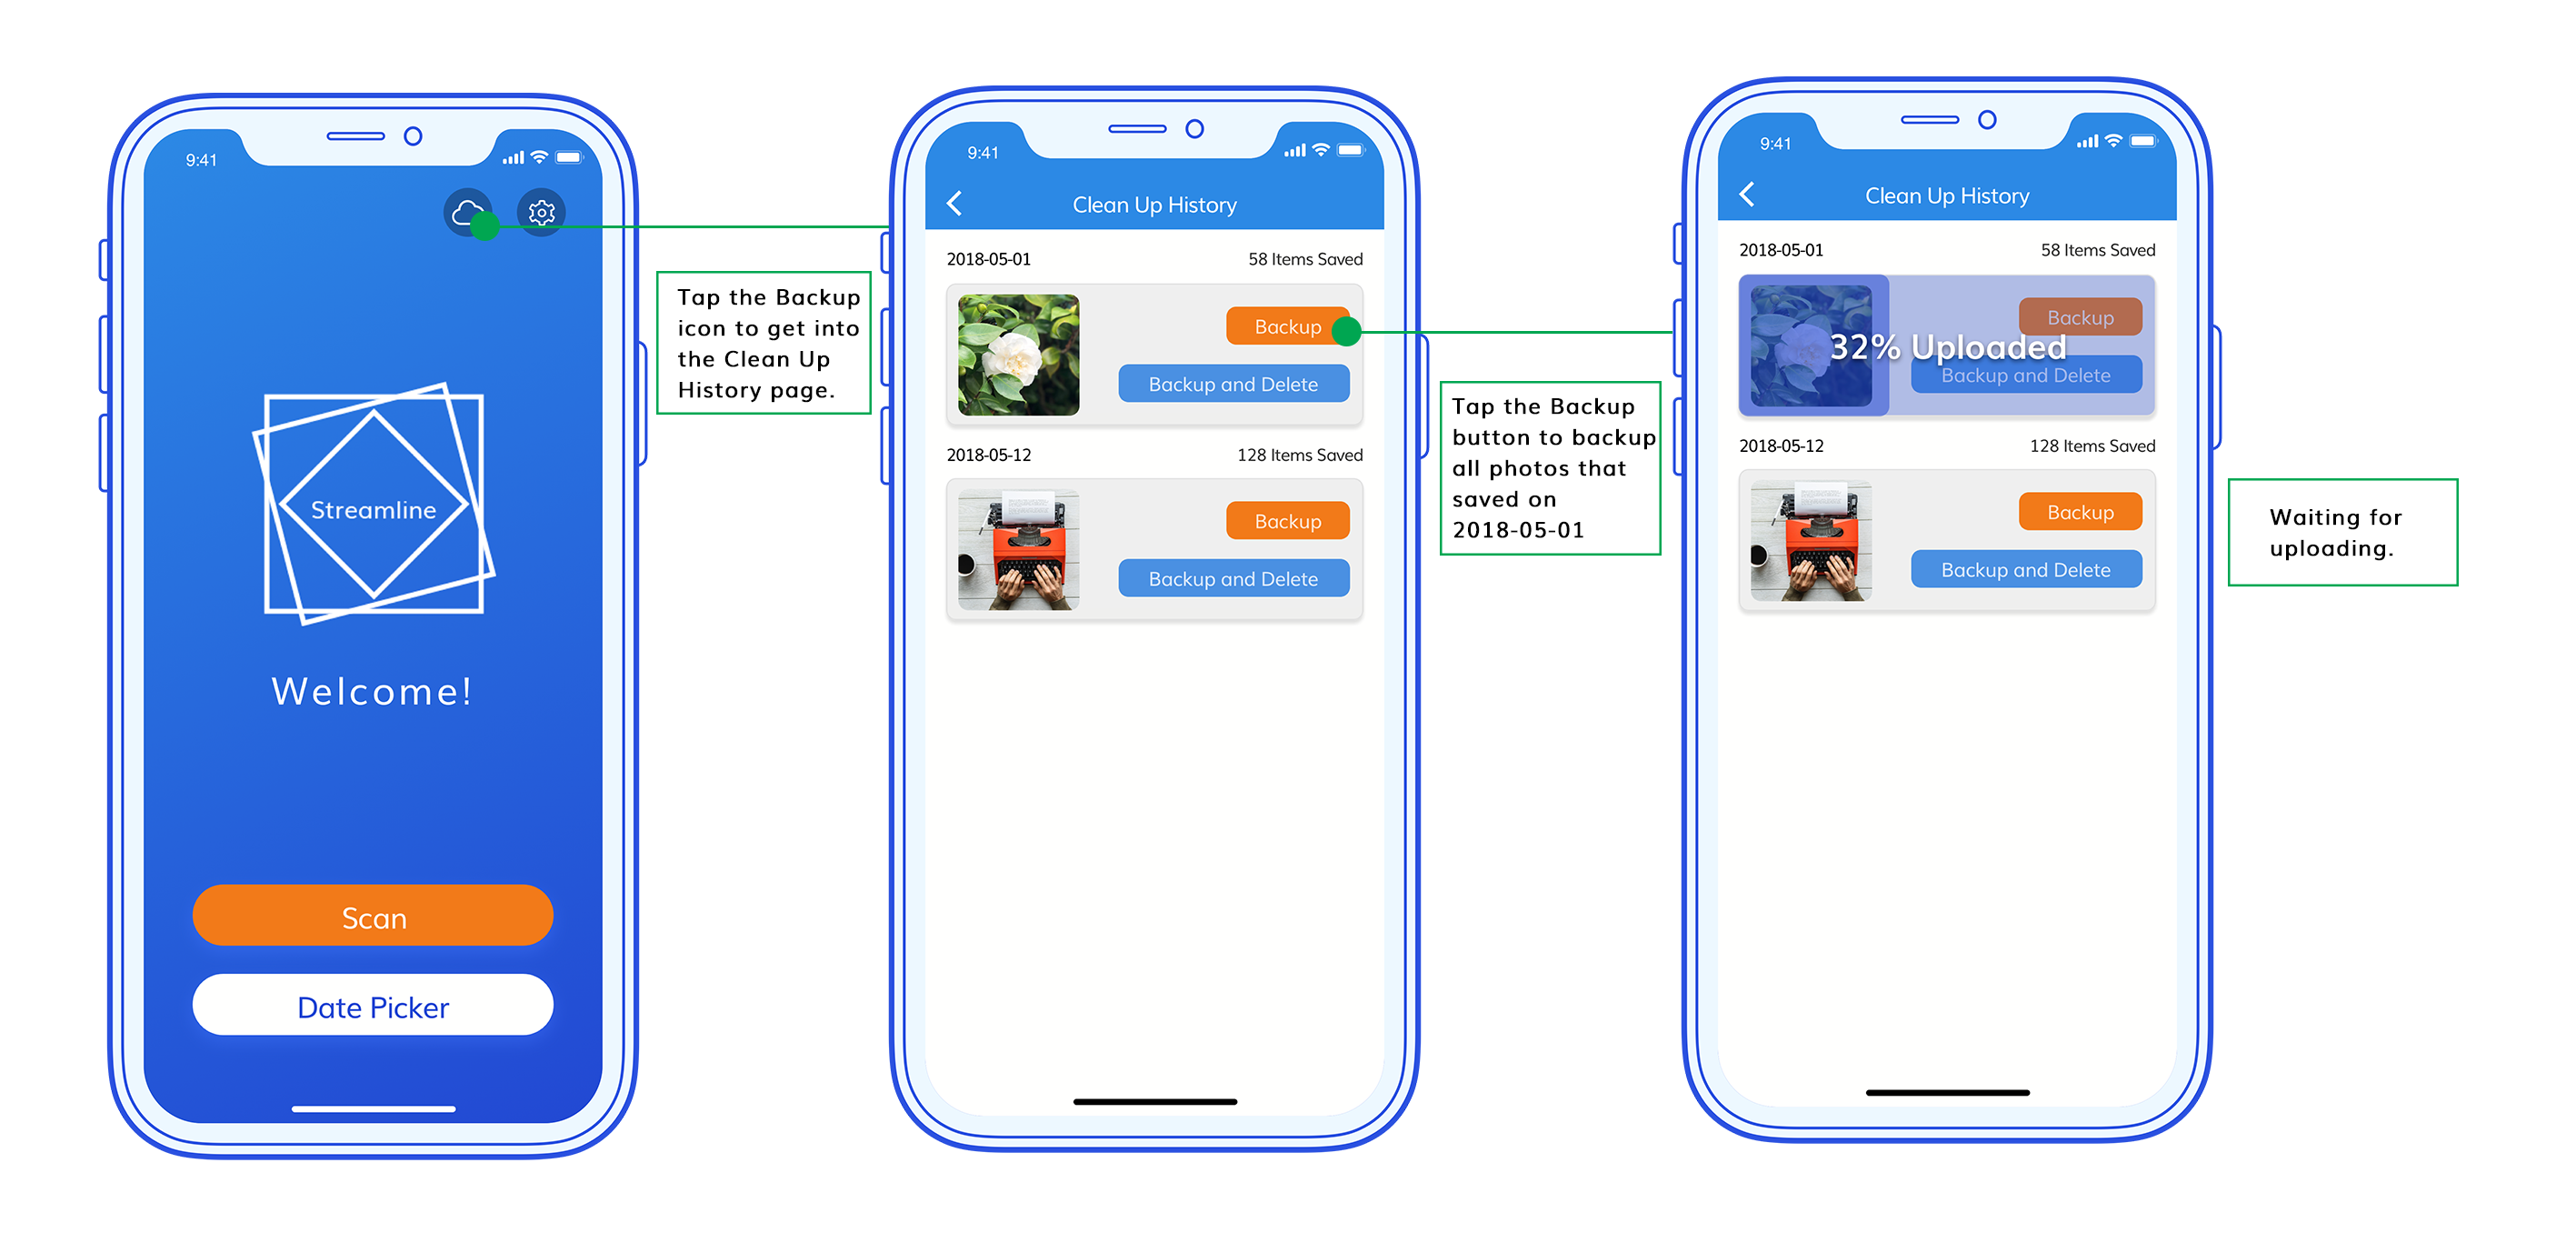 9:41
Streamline
Welcome!
Scan
Date Picker
Tap the Backup
icon to get into
the Clean Up
History page.
9:41
Clean Up History
2018-05-01 58 Items Saved
Backup
Backup and Delete
2018-05-12 128 Items Saved
Backup
Backup and Delete
Tap the Backup
button to backup
all photos that
saved on
2018-05-01
9:41
Clean Up History
2018-05-01 58 Items Saved
Backup
32% Uploaded
Backup and Delete
2018-05-12 128 Items Saved
Backup
Backup and Delete
Waiting for
uploading.